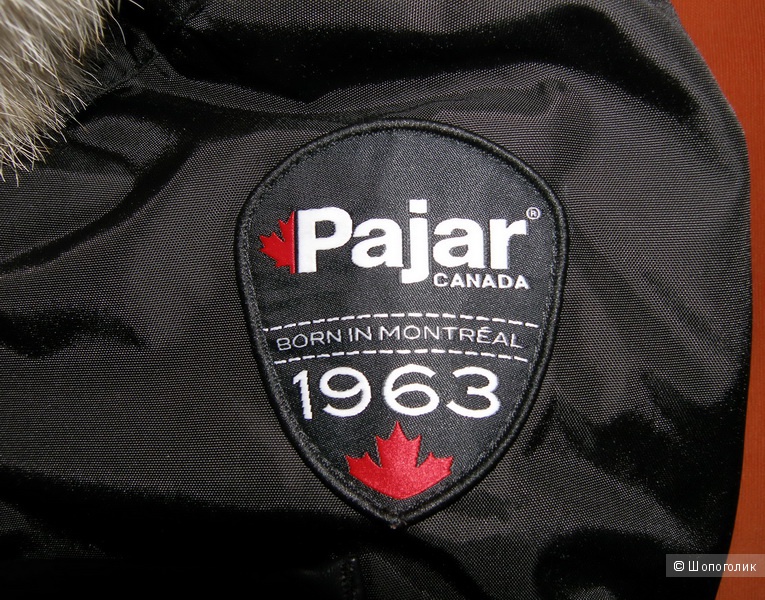 Pajar®
CANADA
BORN IN MONTRÉAL
1963
© Шопоголик